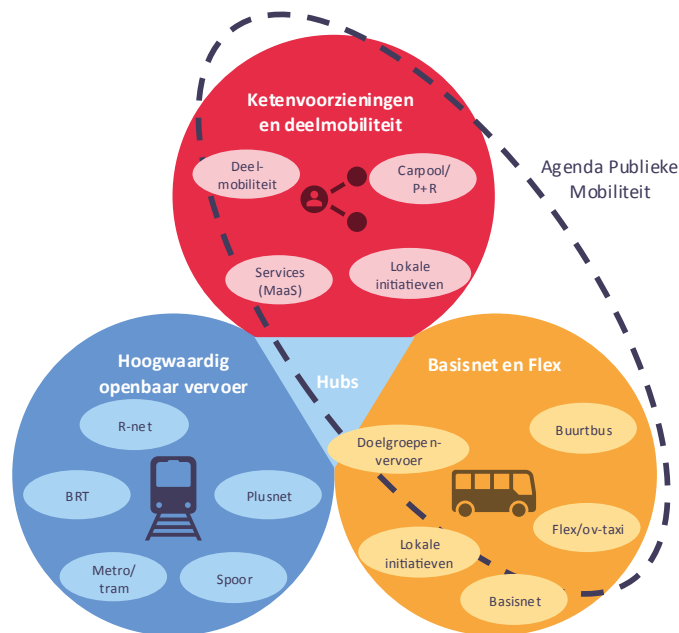 Ketenvoorzieningen
en deelmobiliteit
Deel-
mobiliteit
Carpool/
P+R
Agenda Publieke
Mobiliteit
Services
(MaaS)
Lokale
initiatieven
Hoogwaardig
openbaar vervoer
Hubs
Basisnet en Flex
R-net
BRT
Plusnet
Metro/
tram
Spoor
Doelgroepen-
vervoer
Buurtbus
Lokale
initiatieven
Flex/ov-taxi
Basisnet